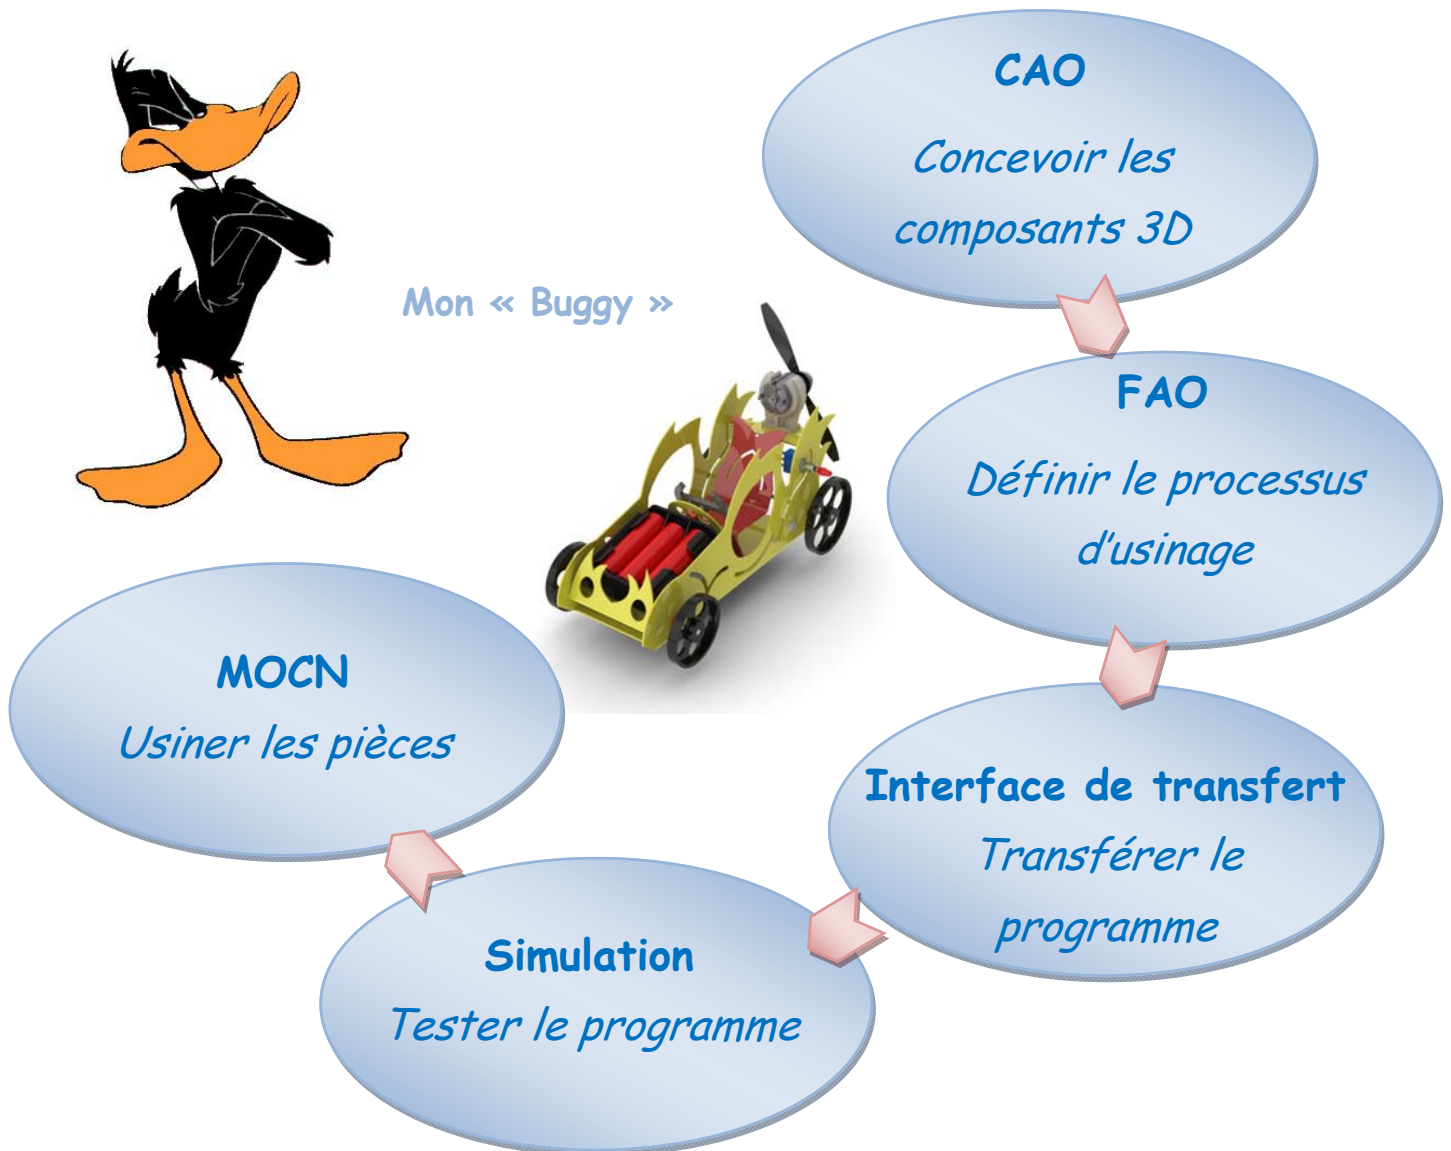 CAO
Concevoir les
composants 3D
Mon « Buggy »
FAO
Définir le processus
d'usinage
Interface de transfert
Transférer le
programme
Simulation
Tester le programme
MOCN
Usiner les pièces